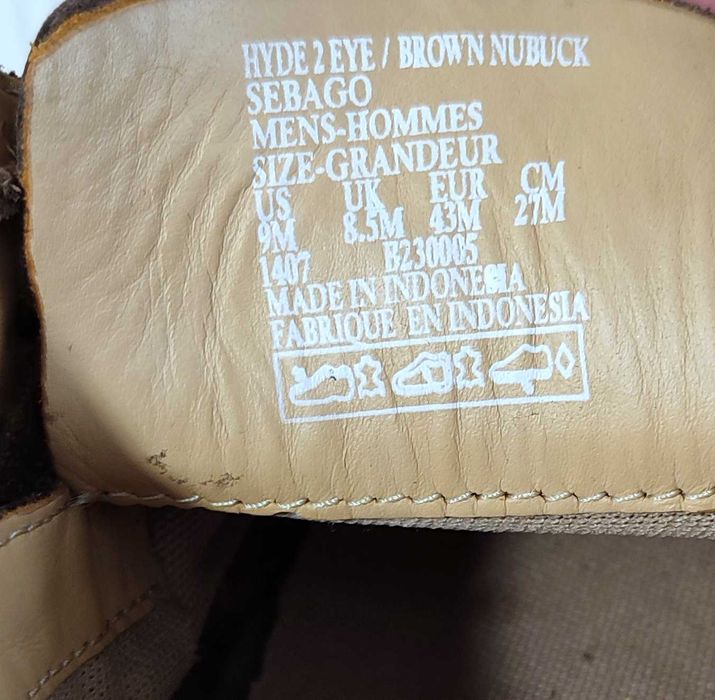 HYDE 2 EYE / BROWN NUBUCK
SEBAGO
MENS-HOMMES
SIZE-GRANDEUR
US UK EUR CM
9M 8.5M 43M 27M
1407 B230005
MADE IN INDONESIA
FABRIQUE EN INDONESIA